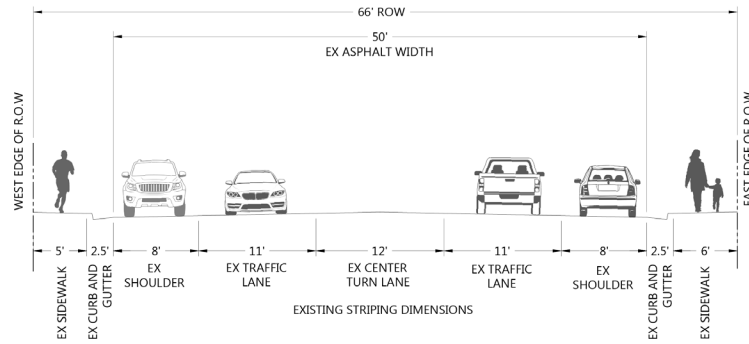 66' ROW
50'
EX ASPHALT WIDTH
WEST EDGE OF R.O.W
EAST EDGE OF R.O.W
5'
2.5'
8'
11'
12'
11'
8'
2.5'
6'
EX SIDEWALK
EX CURB AND
GUTTER
EX
SHOULDER
EX TRAFFIC
LANE
EX CENTER
TURN LANE
EX TRAFFIC
LANE
EX
SHOULDER
EX CURB AND
GUTTER
EX SIDEWALK
EXISTING STRIPING DIMENSIONS